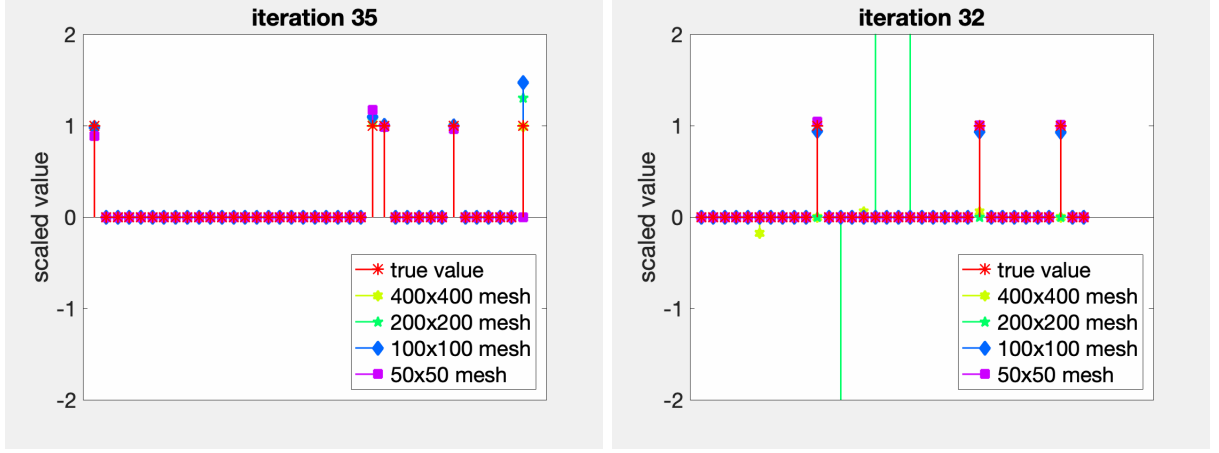 iteration 35
2
1
0
-1
-2
scaled value
true value
400x400 mesh
200x200 mesh
100x100 mesh
50x50 mesh
iteration 32
2
1
0
-1
-2
scaled value
true value
400x400 mesh
200x200 mesh
100x100 mesh
50x50 mesh